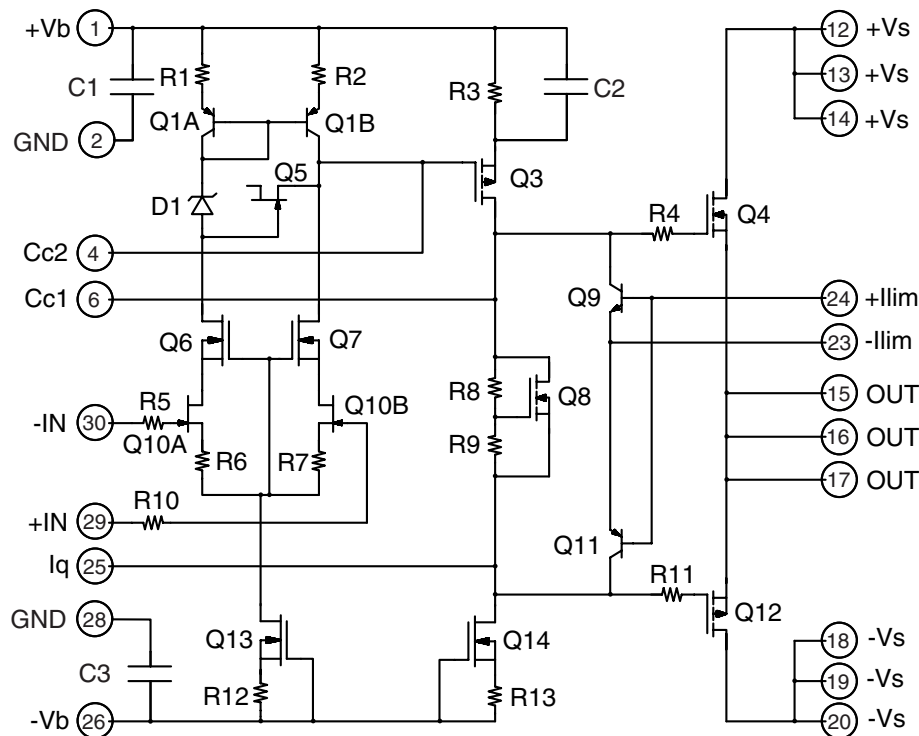 +Vb 1
12 +Vs
R1
R2
C1
R3
C2
13 +Vs
Q1A
Q1B
14 +Vs
GND 2
Q5
Q3
D1
R4
Q4
Cc2 4
Cc1 6
Q9
24 +Ilim
Q6
Q7
23 -Ilim
R8
Q8
15 OUT
R5
Q10B
-IN 30
Q10A
R6
R7
R9
16 OUT
17 OUT
R10
+IN 29
Q11
Iq 25
R11
GND 28
Q13
Q14
Q12
18 -Vs
C3
R12
R13
19 -Vs
-Vb 26
20 -Vs